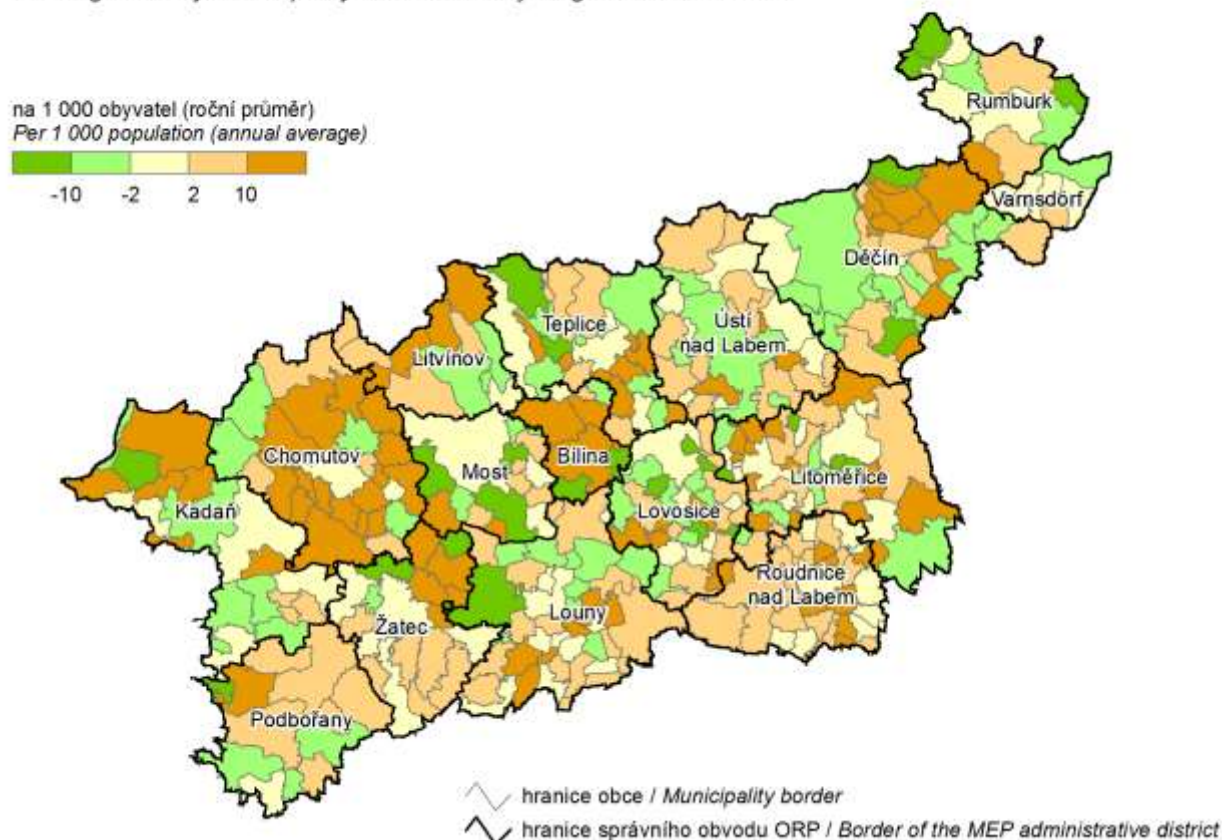 na 1 000 obyvatel (roční průměr)
Per 1 000 population (annual average)
-10 -2 2 10
Rumburk
Varnsdorf
Děčín
Teplice
Ústí
nad Labem
Litvínov
Chomutov
Most
Bílina
Litoměřice
Kadaň
Lovosice
Roudnice
nad Labem
Louny
Žatec
Podbořany
hranice obce / Municipality border
hranice správního obvodu ORP / Border of the MEP administrative district